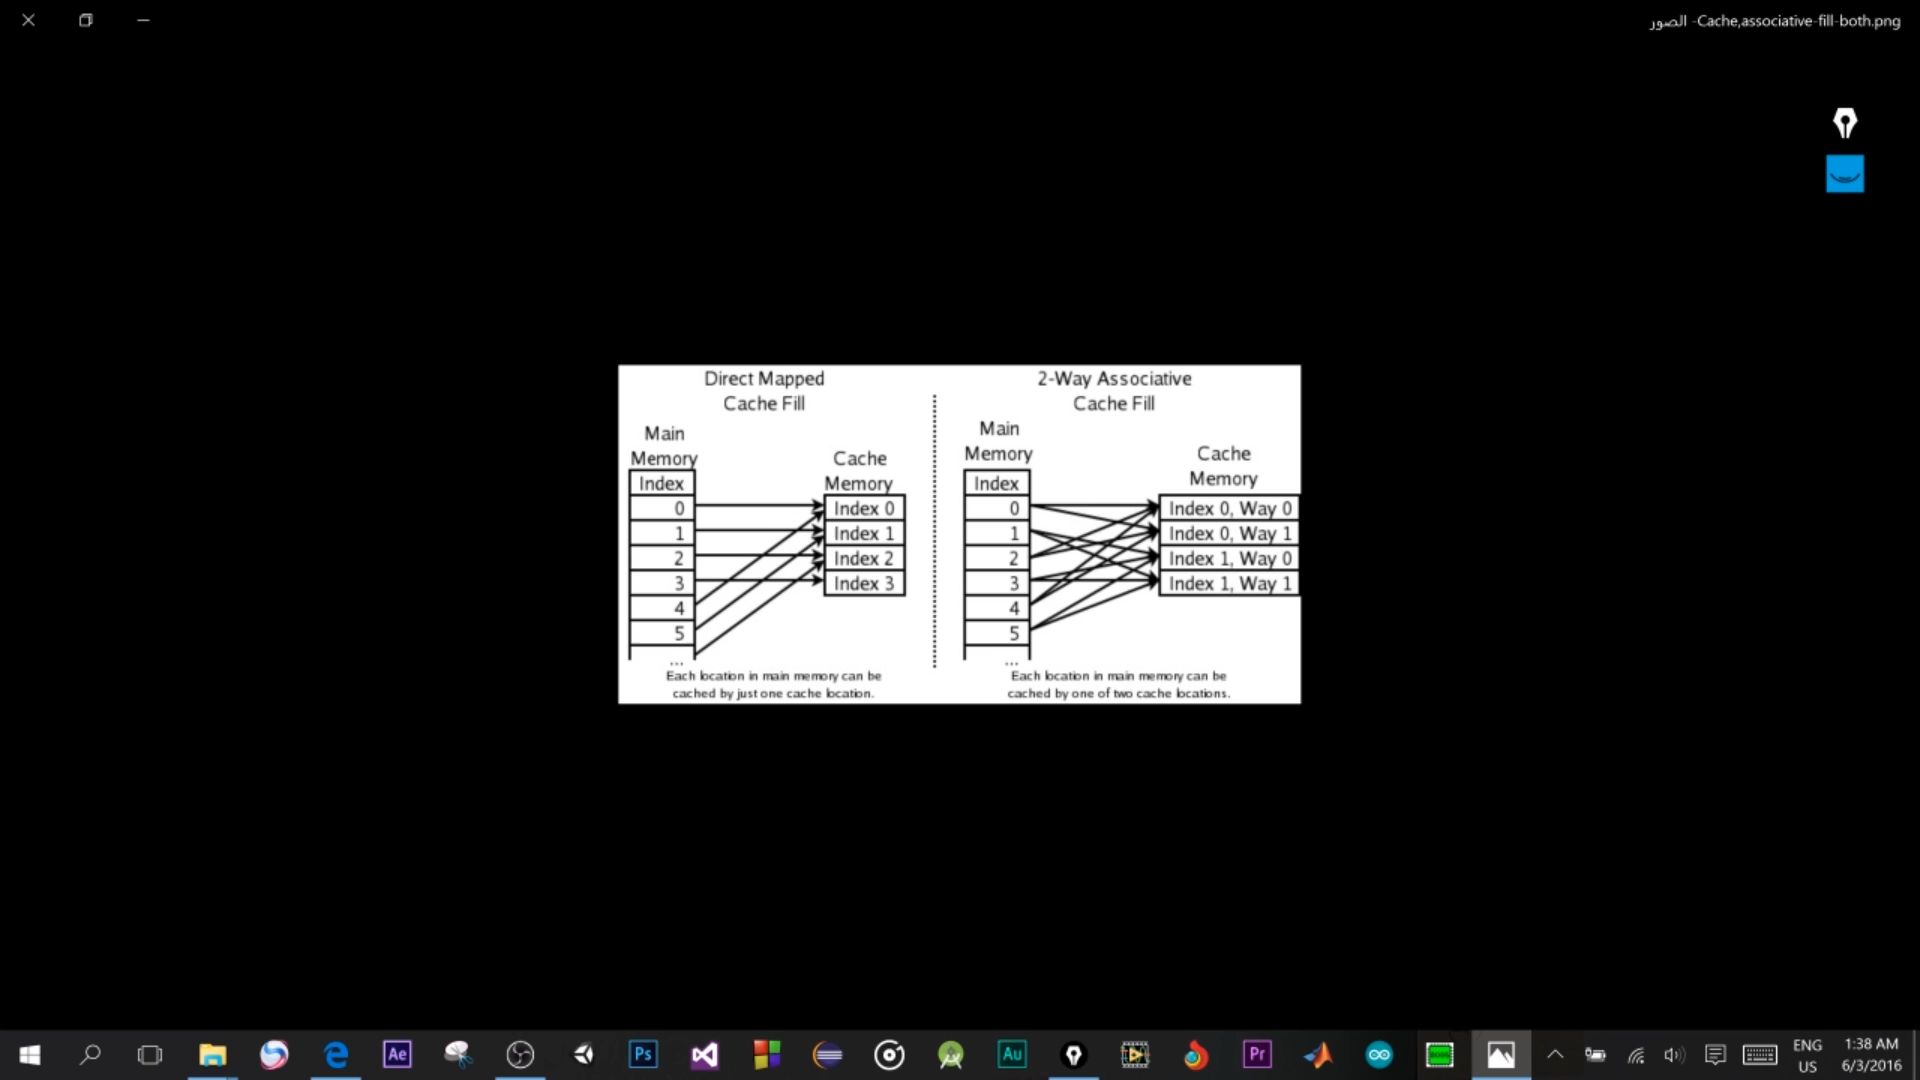 الصور -Cache,associative-fill-both.png
Direct Mapped
Cache Fill
Main
Memory
Index
0
1
2
3
4
5
...
Cache
Memory
Index 0
Index 1
Index 2
Index 3
Each location in main memory can be
cached by just one cache location.
2-Way Associative
Cache Fill
Main
Memory
Index
0
1
2
3
4
5
...
Cache
Memory
Index 0, Way 0
Index 0, Way 1
Index 1, Way 0
Index 1, Way 1
Each location in main memory can be
cached by one of two cache locations.
Ae
Ps
Au
Pr
ENG
US
1:38 AM
6/3/2016